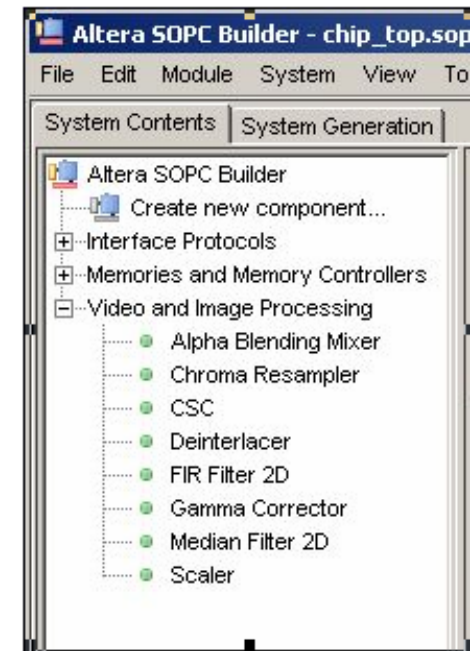 Altera SOPC Builder - chip_top.sop
File Edit Module System View To
System Contents System Generation
Altera SOPC Builder
Create new component...
Interface Protocols
Memories and Memory Controllers
Video and Image Processing
Alpha Blending Mixer
Chroma Resampler
CSC
Deinterlacer
FIR Filter 2D
Gamma Corrector
Median Filter 2D
Scaler